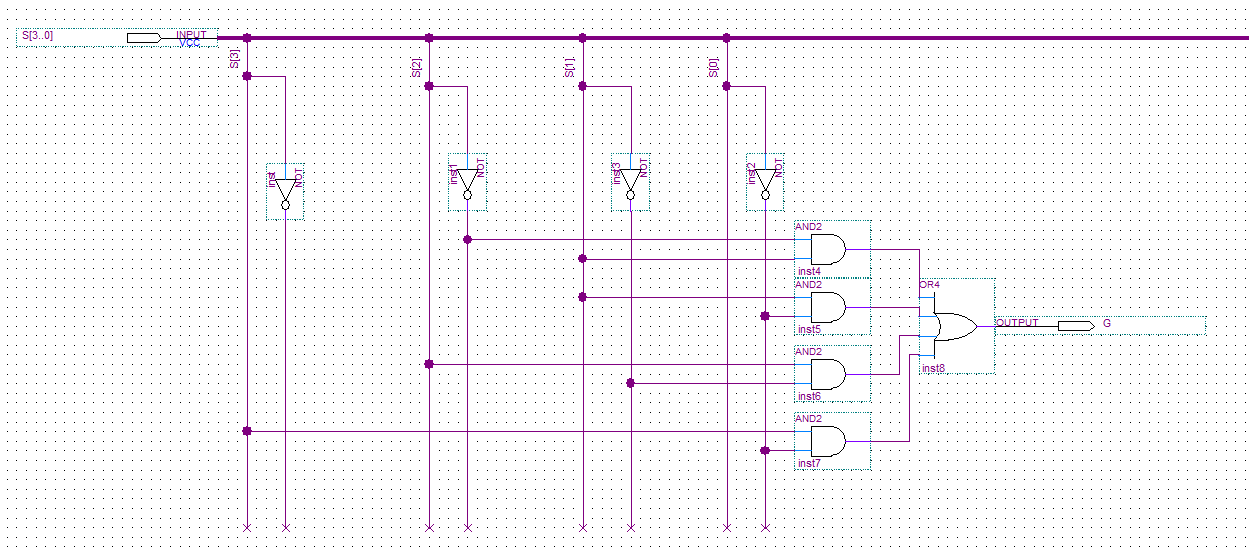 S[3..0]
INPUT
VCC
S[3]
S[2]
S[1]
S[0]
inst
NOT
inst1
NOT
inst3
NOT
inst2
NOT
AND2
inst4
AND2
inst5
OR4
OUTPUT
G
AND2
inst6
inst8
AND2
inst7